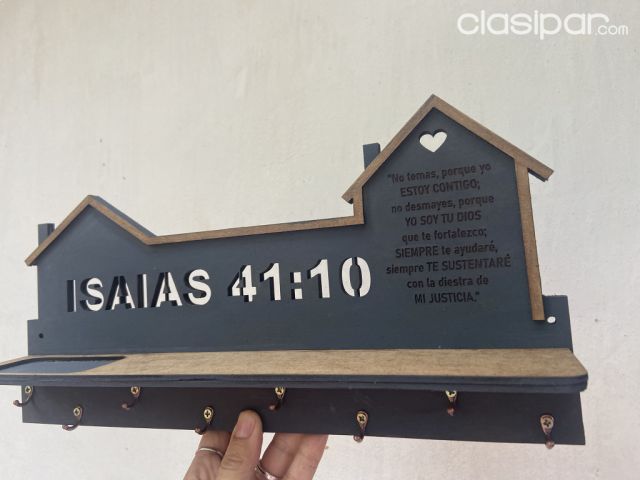 clasipar.com
"No temas, porque yo
ESTOY CONTIGO;
no desmayes, porque
YO SOY TU DIOS
que te fortalezco;
SIEMPRE te ayudaré,
siempre TE SUSTENTARÉ
con la diestra de
MI JUSTICIA."
ISAIAS 41:10